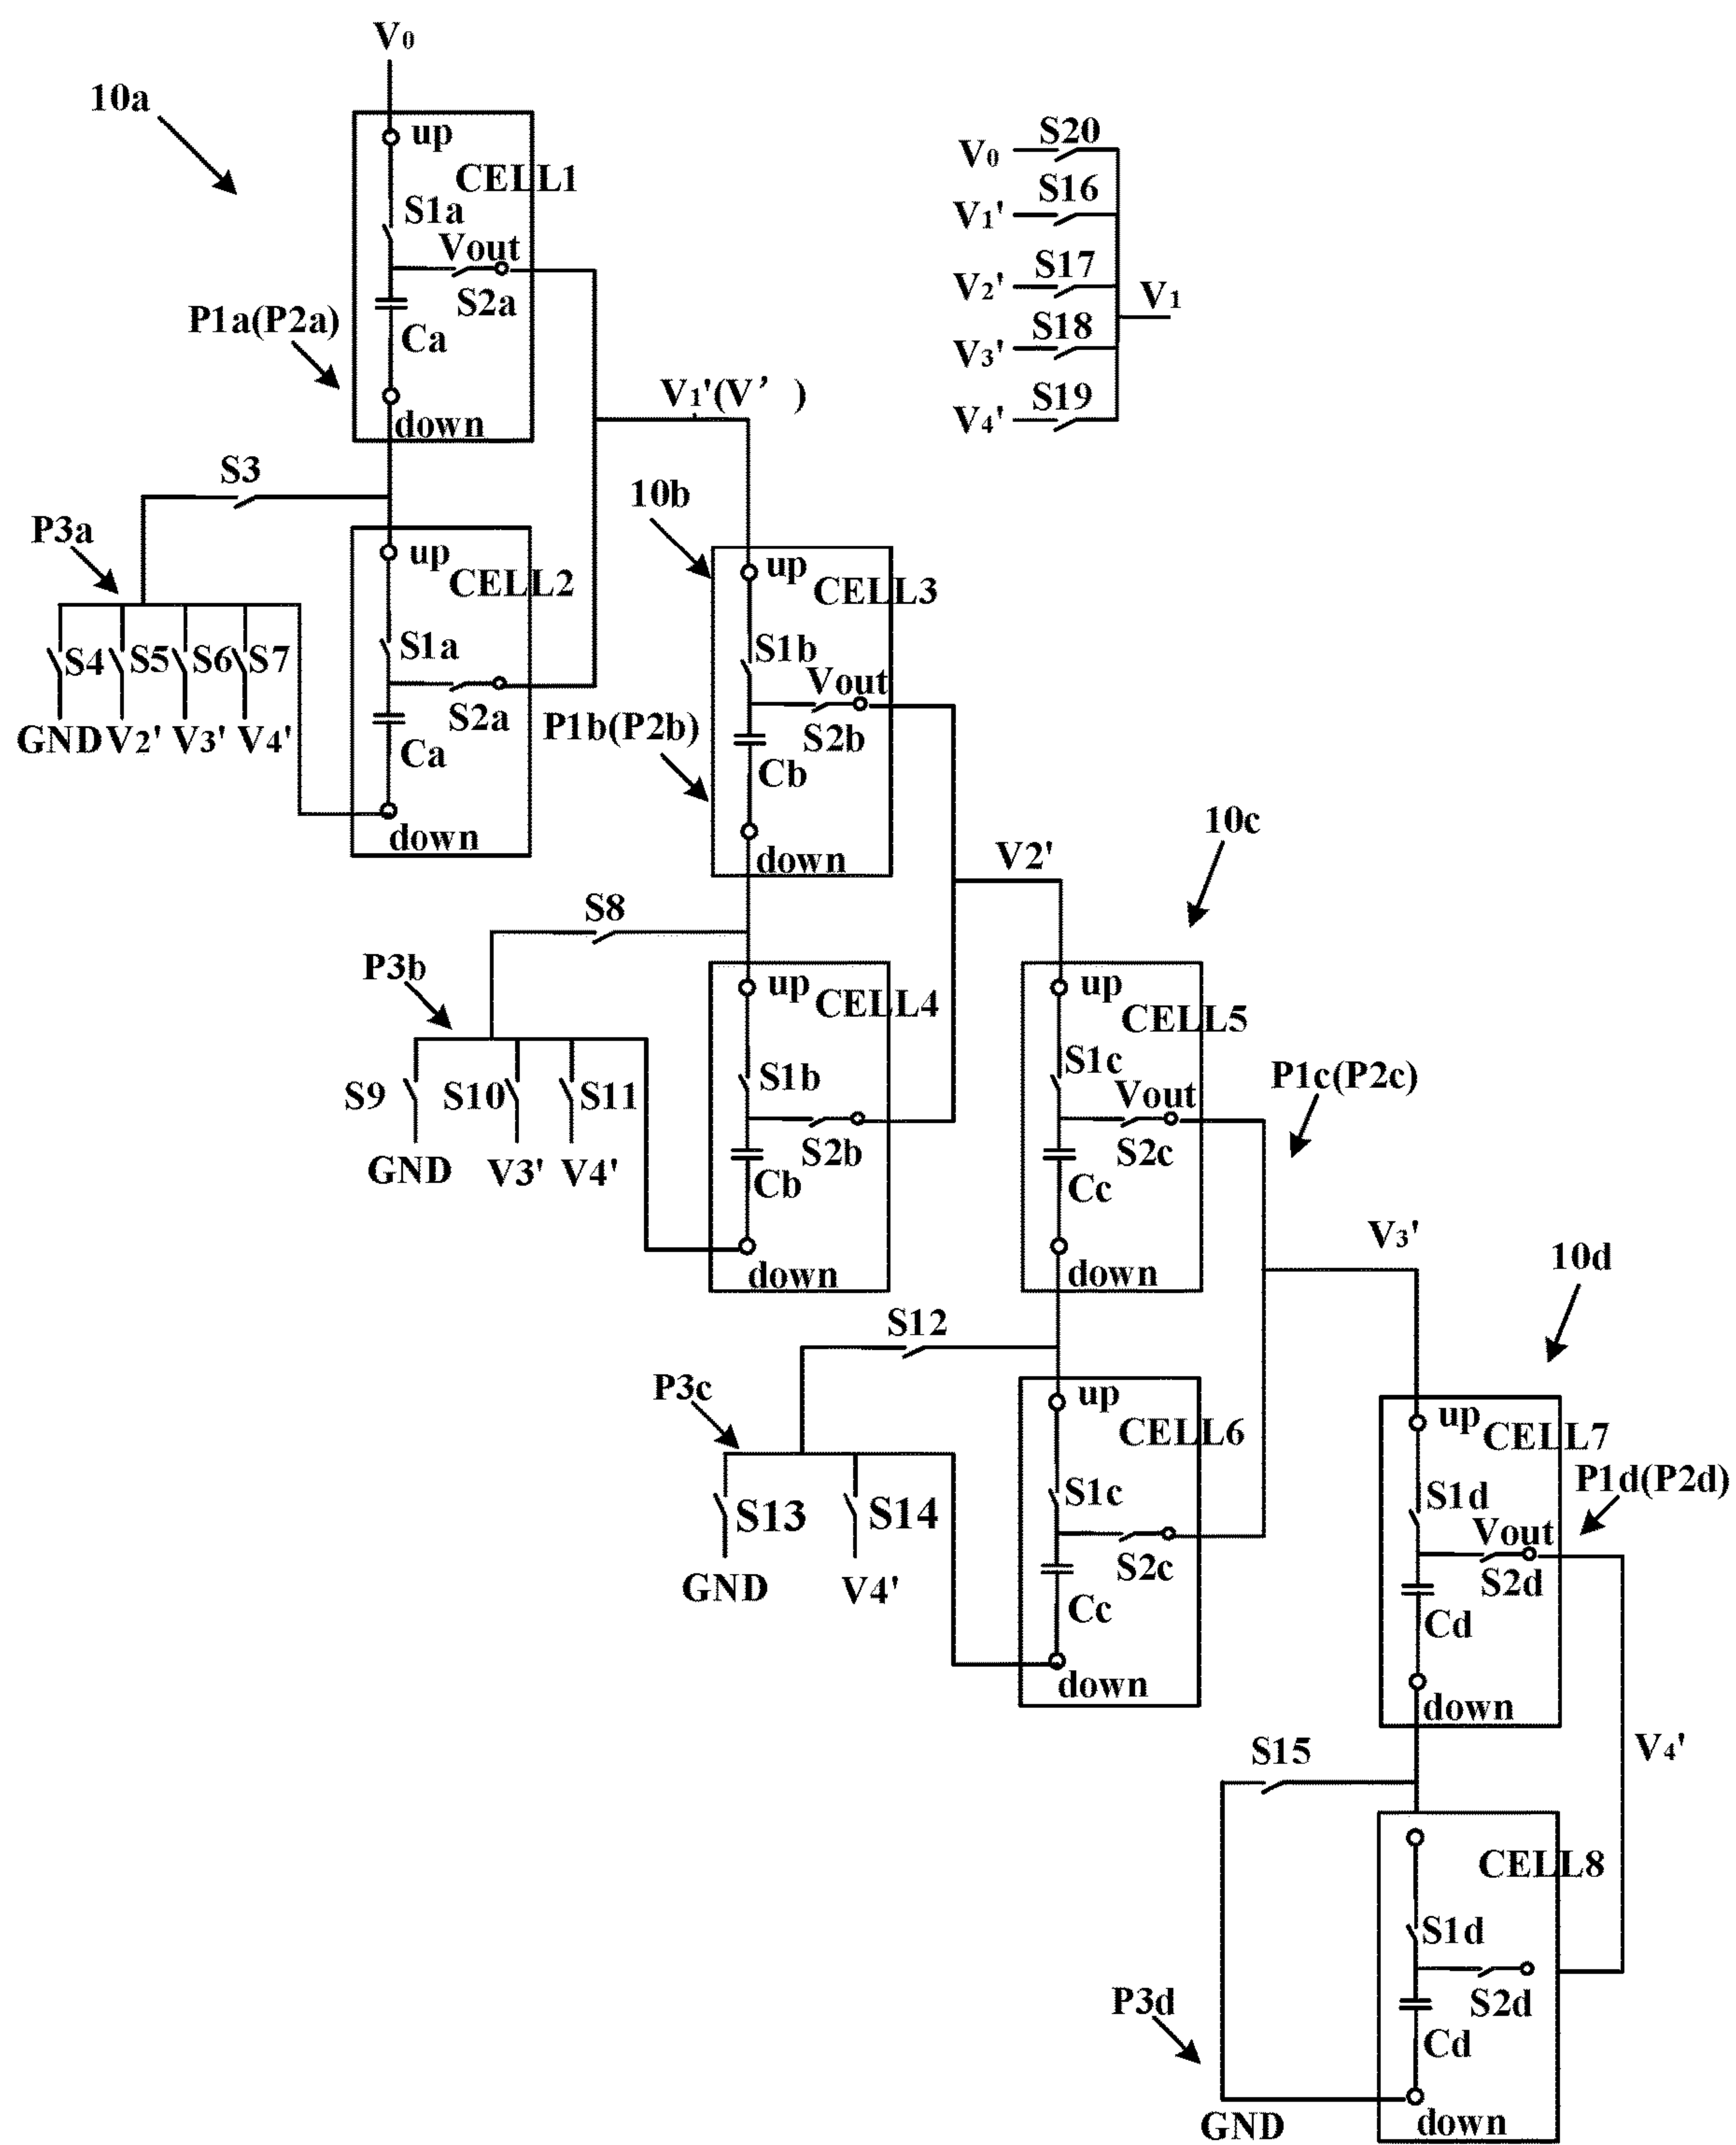 V0
10a
up
CELL1
S1a
Vout
S2a
P1a(P2a)
Ca
down
V0 S20
V1' S16
V2' S17
V1
V3' S18
V4' S19
V1'(V’ )
S3
10b
P3a
up
CELL2
up
CELL3
S4 S5 S6 S7
S1a
S1b
Vout
GND V2' V3' V4'
S2a
P1b(P2b)
S2b
Ca
Cb
down
down
10c
V2'
S8
P3b
up
CELL4
up
CELL5
S9 S10 S11
S1b
S1c
Vout
P1c(P2c)
GND V3' V4'
S2b
S2c
Cb
Cc
down
down
V3'
10d
S12
P3c
up
CELL6
up
CELL7
S13 S14
S1c
S1d
P1d(P2d)
Vout
GND V4'
S2c
S2d
Cc
Cd
down
down
S15
V4'
CELL8
S1d
P3d
S2d
Cd
GND
down